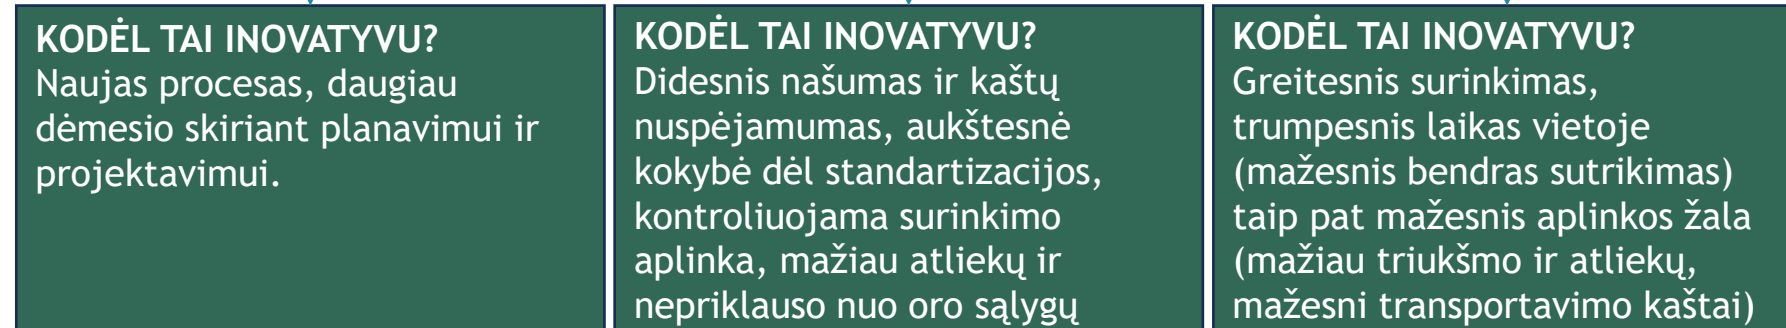 KODĖL TAI INOVATYVU?
Naujas procesas, daugiau
dėmesio skiriant planavimui ir
projektavimui.
KODĖL TAI INOVATYVU?
Didesnis našumas ir kaštų
nuspėjamumas, aukštesnė
kokybė dėl standartizacijos,
kontroliuojama surinkimo
aplinka, mažiau atliekų ir
nepriklauso nuo oro sąlygų
KODĖL TAI INOVATYVU?
Greitesnis surinkimas,
trumpesnis laikas vietoje
(mažesnis bendras sutrikimas)
taip pat mažesnis aplinkos žala
(mažiau triukšmo ir atliekų,
mažesni transportavimo kaštai)